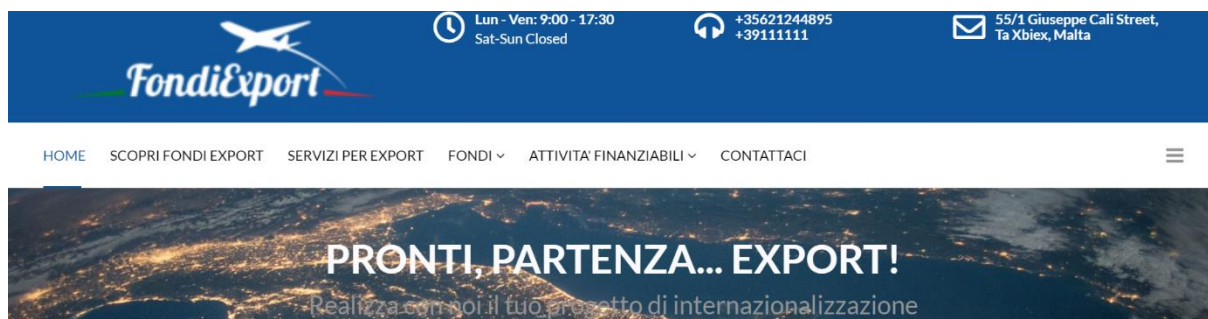 Lun - Ven: 9:00 - 17:30
Sat-Sun Closed
+35621244895
+39111111
55/1 Giuseppe Cali Street,
Ta Xbiex, Malta
FondiExport
HOME SCOPRI FONDI EXPORT SERVIZI PER EXPORT FONDI ATTIVITA' FINANZIABILI CONTATTACI
PRONTI, PARTENZA... EXPORT!
Realizza con noi il tuo progetto di internazionalizzazione